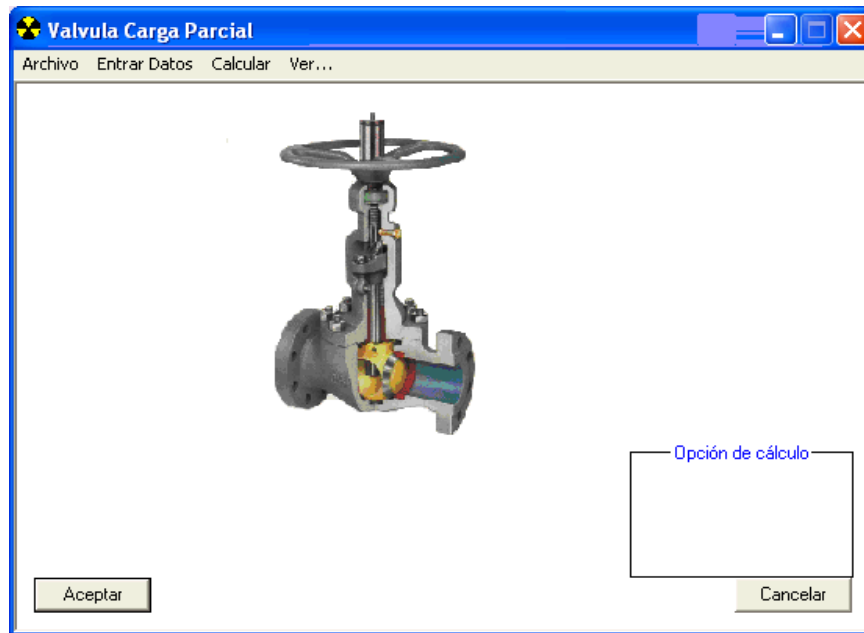 Valvula Carga Parcial
Archivo Entrar Datos Calcular Ver...
Opción de cálculo
Aceptar Cancelar